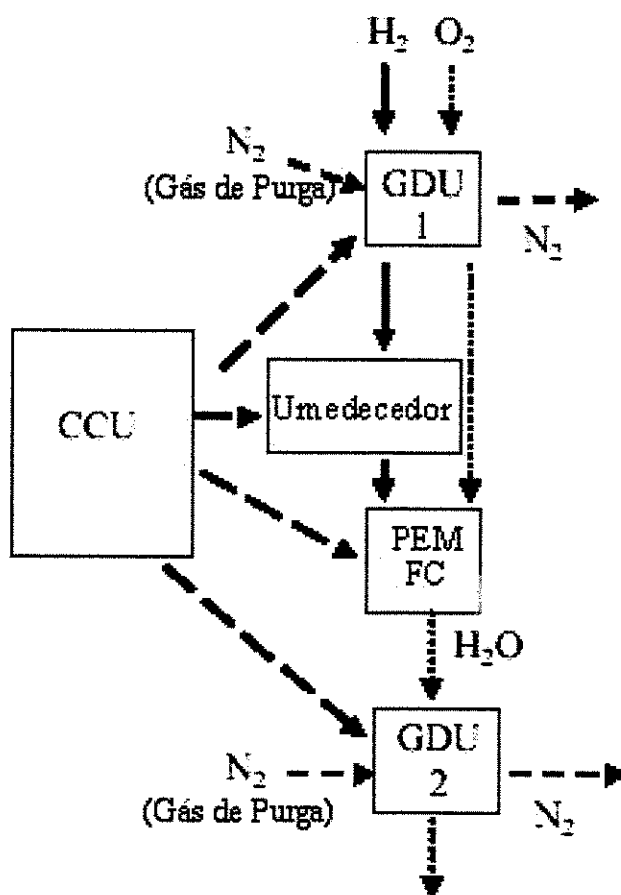 H₂ O₂
N₂
(Gás de Purga)
GDU
1
N₂
CCU
Umedecedor
PEM
FC
H₂O
GDU
2
N₂
(Gás de Purga)
N₂